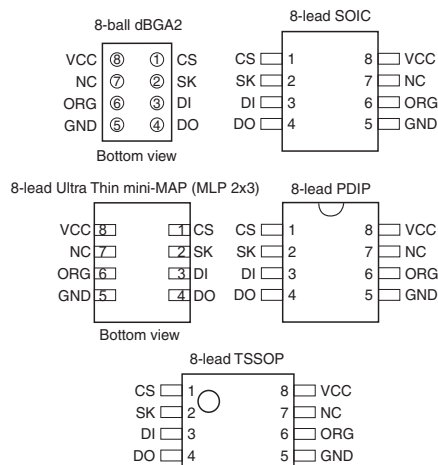 8-ball dBGA2
VCC 8 1 CS
NC 7 2 SK
ORG 6 3 DI
GND 5 4 DO
Bottom view
8-lead SOIC
CS 1 8 VCC
SK 2 7 NC
DI 3 6 ORG
DO 4 5 GND
8-lead Ultra Thin mini-MAP (MLP 2x3)
VCC 8 1 CS
NC 7 2 SK
ORG 6 3 DI
GND 5 4 DO
Bottom view
8-lead PDIP
CS 1 8 VCC
SK 2 7 NC
DI 3 6 ORG
DO 4 5 GND
8-lead TSSOP
CS 1 8 VCC
SK 2 7 NC
DI 3 6 ORG
DO 4 5 GND